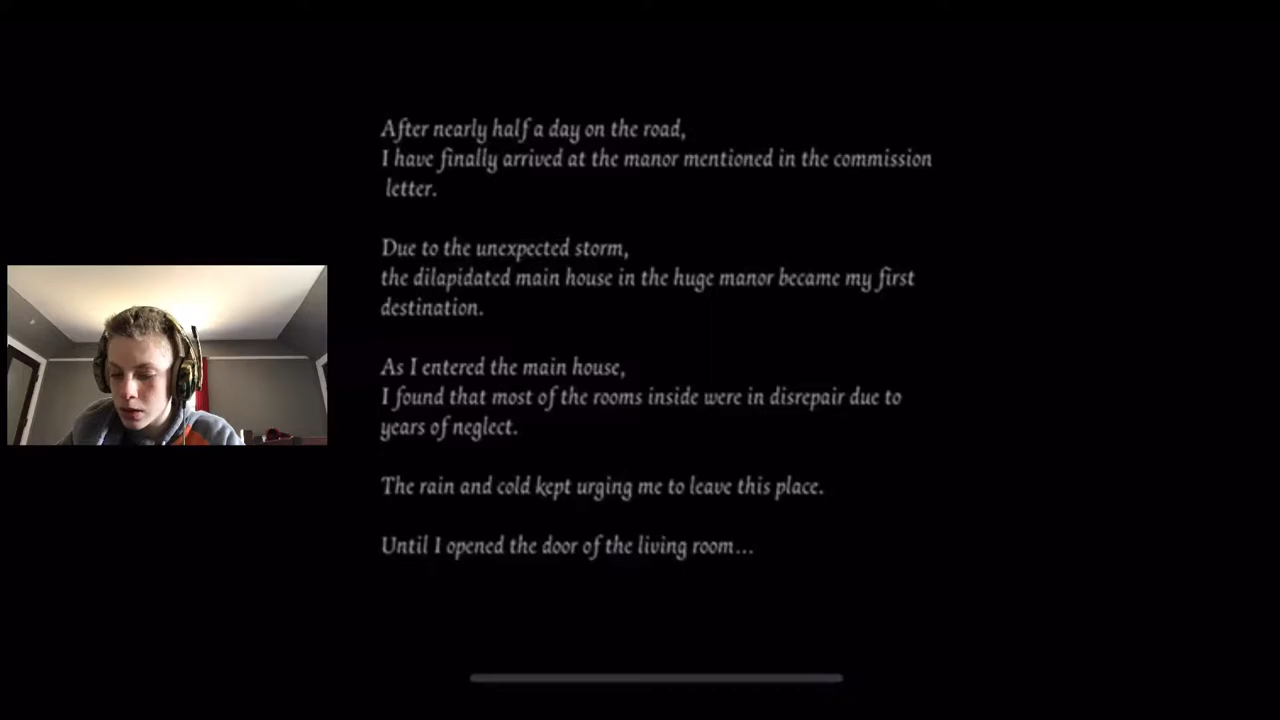 After nearly half a day on the road,
I have finally arrived at the manor mentioned in the commission
letter.
Due to the unexpected storm,
the dilapidated main house in the huge manor became my first
destination.
As I entered the main house,
I found that most of the rooms inside were in disrepair due to
years of neglect.
The rain and cold kept urging me to leave this place.
Until I opened the door of the living room...